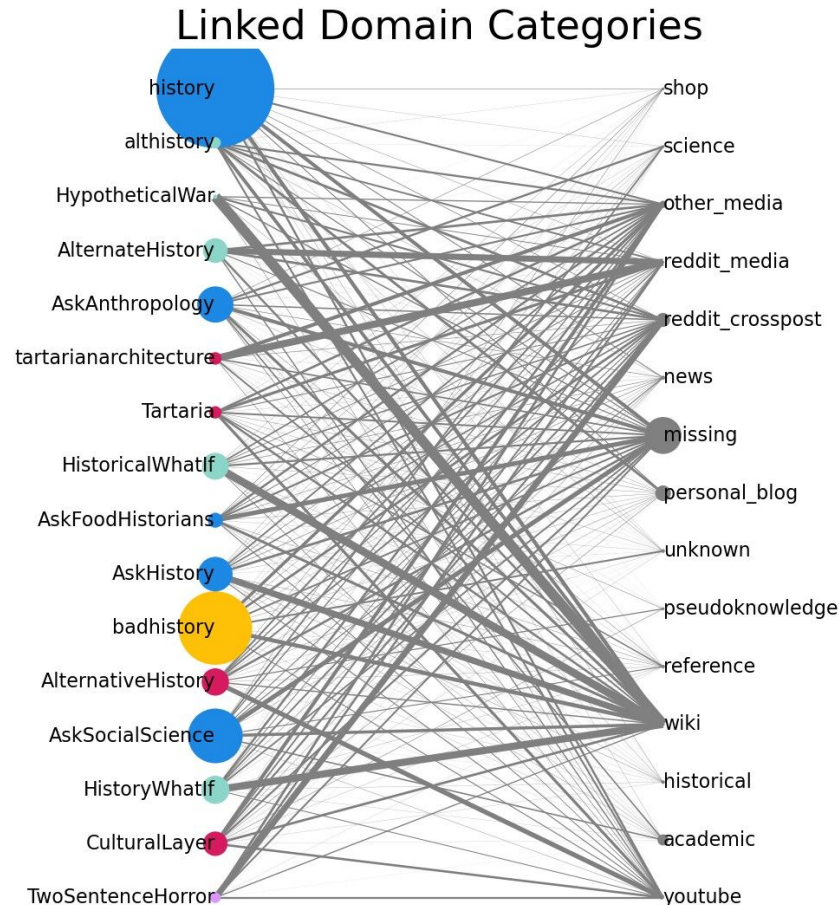 Linked Domain Categories
history
althistory
HypotheticalWar
AlternateHistory
AskAnthropology
tartarianarchitecture
Tartaria
HistoricalWhatIf
AskFoodHistorians
AskHistory
badhistory
AlternativeHistory
AskSocialScience
HistoryWhatIf
CulturalLayer
TwoSentenceHorror
shop
science
other_media
reddit_media
reddit_crosspost
news
missing
personal_blog
unknown
pseudoknowledge
reference
wiki
historical
academic
youtube